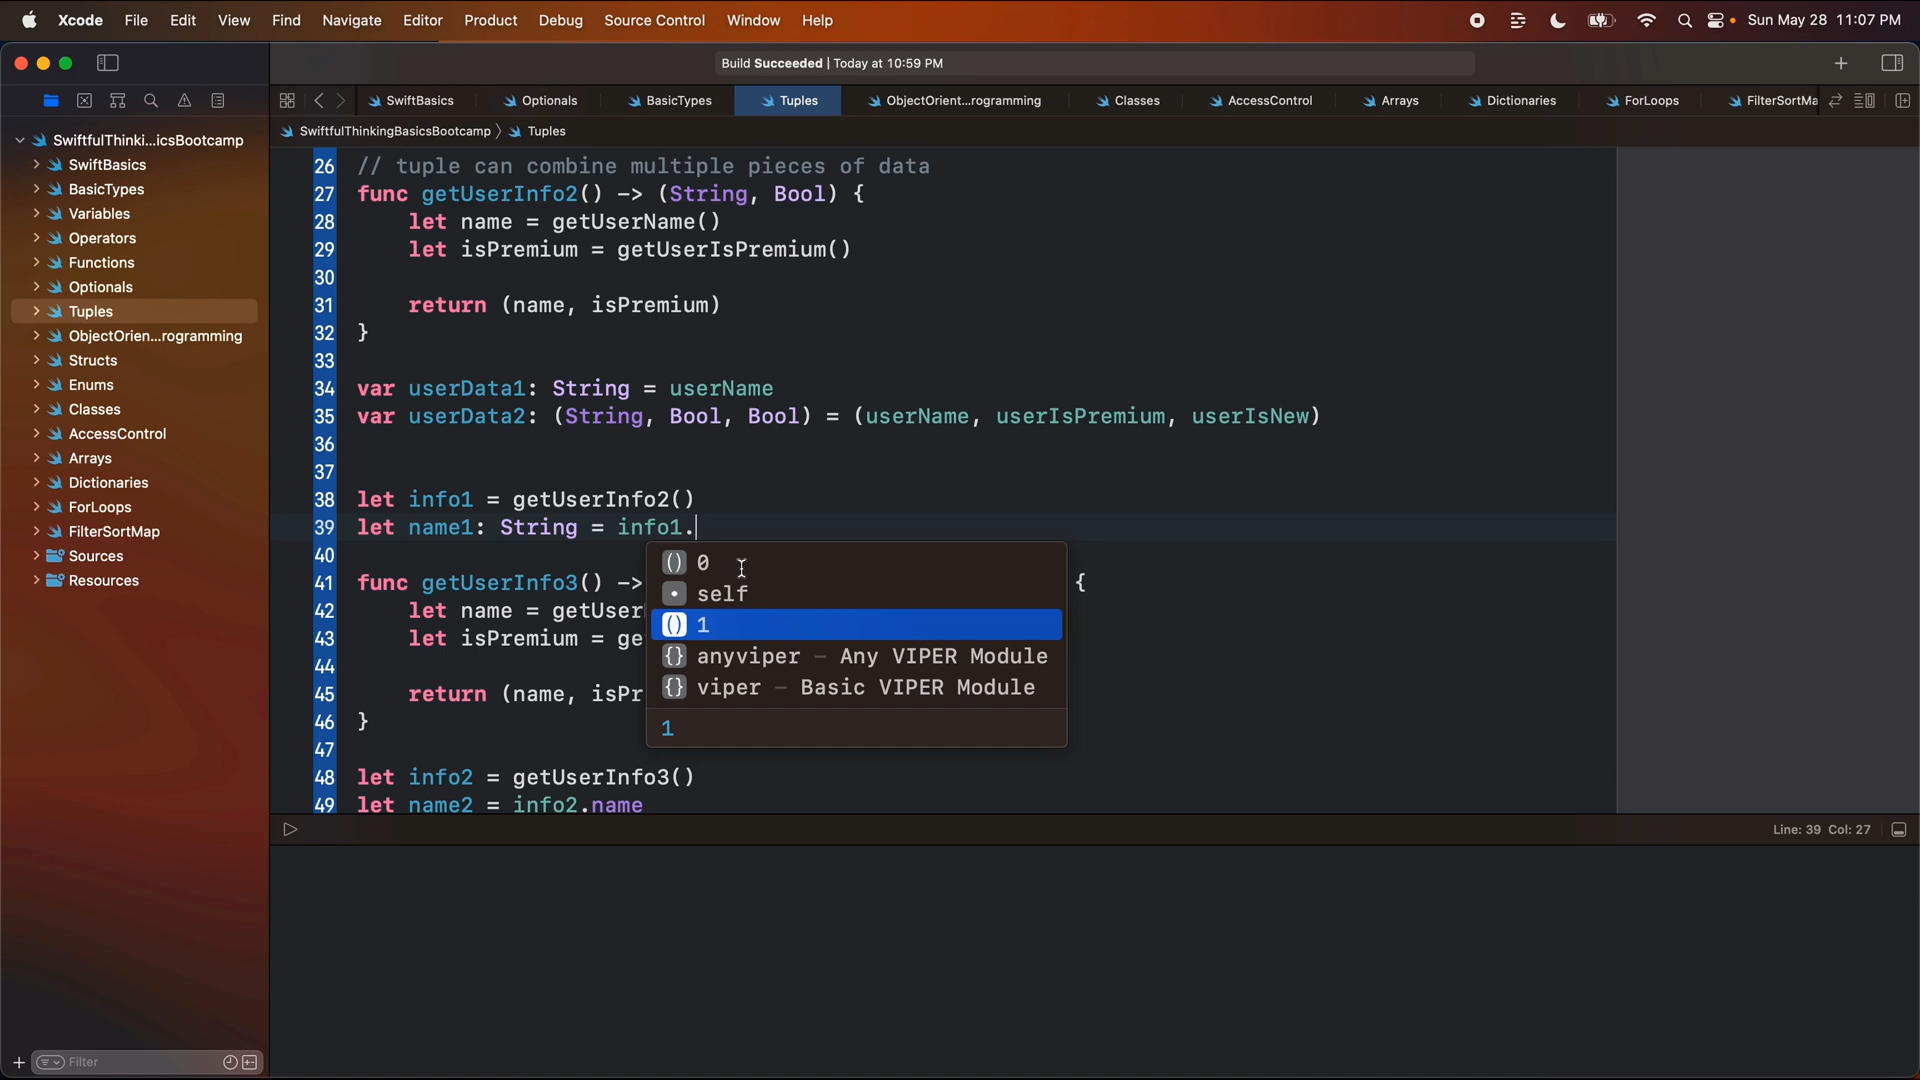 Xcode File Edit View Find Navigate Editor Product Debug Source Control Window Help Sun May 28 11:07 PM
Build Succeeded | Today at 10:59 PM
SwiftBasics Optionals BasicTypes Tuples ObjectOrient...rogramming Classes AccessControl Arrays Dictionaries ForLoops FilterSortMa
SwiftfulThinkingBasicsBootcamp Tuples
SwiftfulThinki...icsBootcamp
SwiftBasics
BasicTypes
Variables
Operators
Functions
Optionals
Tuples
ObjectOrien...rogramming
Structs
Enums
Classes
AccessControl
Arrays
Dictionaries
ForLoops
FilterSortMap
Sources
Resources
Filter
26 // tuple can combine multiple pieces of data
27 func getUserInfo2() -> (String, Bool) {
28 let name = getUserName()
29 let isPremium = getUserIsPremium()
30
31 return (name, isPremium)
32 }
33
34 var userData1: String = userName
35 var userData2: (String, Bool, Bool) = (userName, userIsPremium, userIsNew)
36
37
38 let info1 = getUserInfo2()
39 let name1: String = info1.
40
41 func getUserInfo3() -> {
42 let name = getUser
43 let isPremium = ge
44
45 return (name, isPr
46 }
47
48 let info2 = getUserInfo3()
49 let name2 = info2.name
() 0
self
() 1
{} anyviper – Any VIPER Module
{} viper – Basic VIPER Module
1
Line: 39 Col: 27